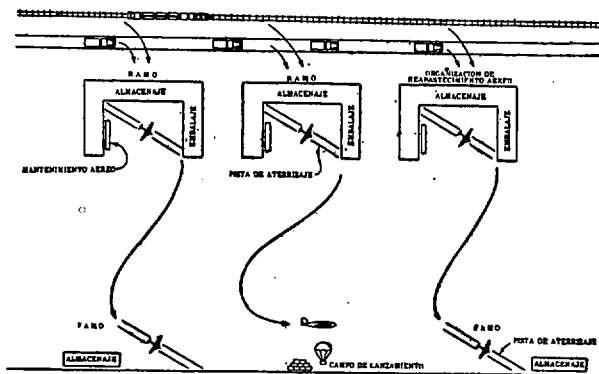 RAMO
RAMO
ORGANIZACION DE
REABASTECIMIENTO AEREO
ALMACENAJE
ALMACENAJE
ALMACENAJE
EMBALAJE
EMBALAJE
EMBALAJE
MANTENIMIENTO AEREO
PISTA DE ATERRIZAJE
RAMO
RAMO
PISTA DE ATERRIZAJE
ALMACENAJE
CAMPO DE LANZAMIENTO
ALMACENAJE